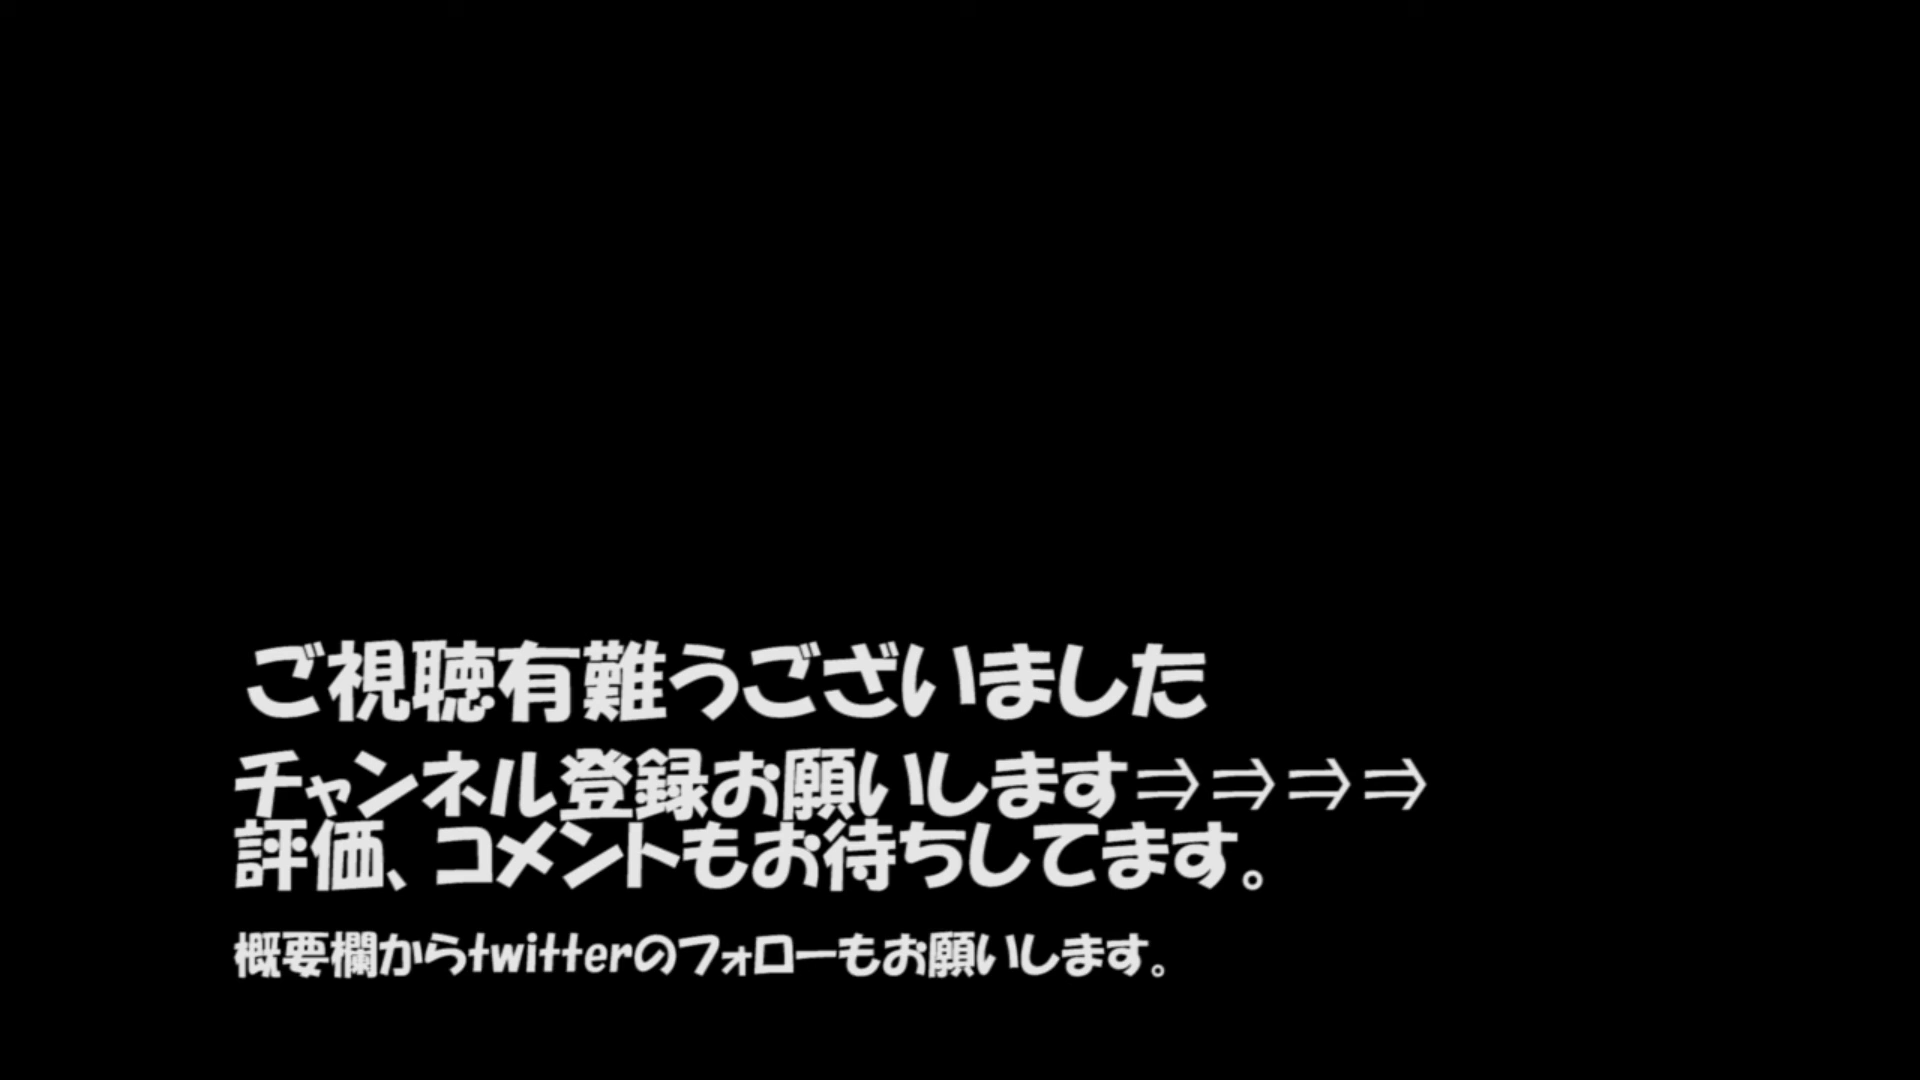 ご視聴有難うございました
チャンネル登録お願いします⇒⇒⇒⇒
評価、コメントもお待ちしてます。
概要欄からtwitterのフォローもお願いします。